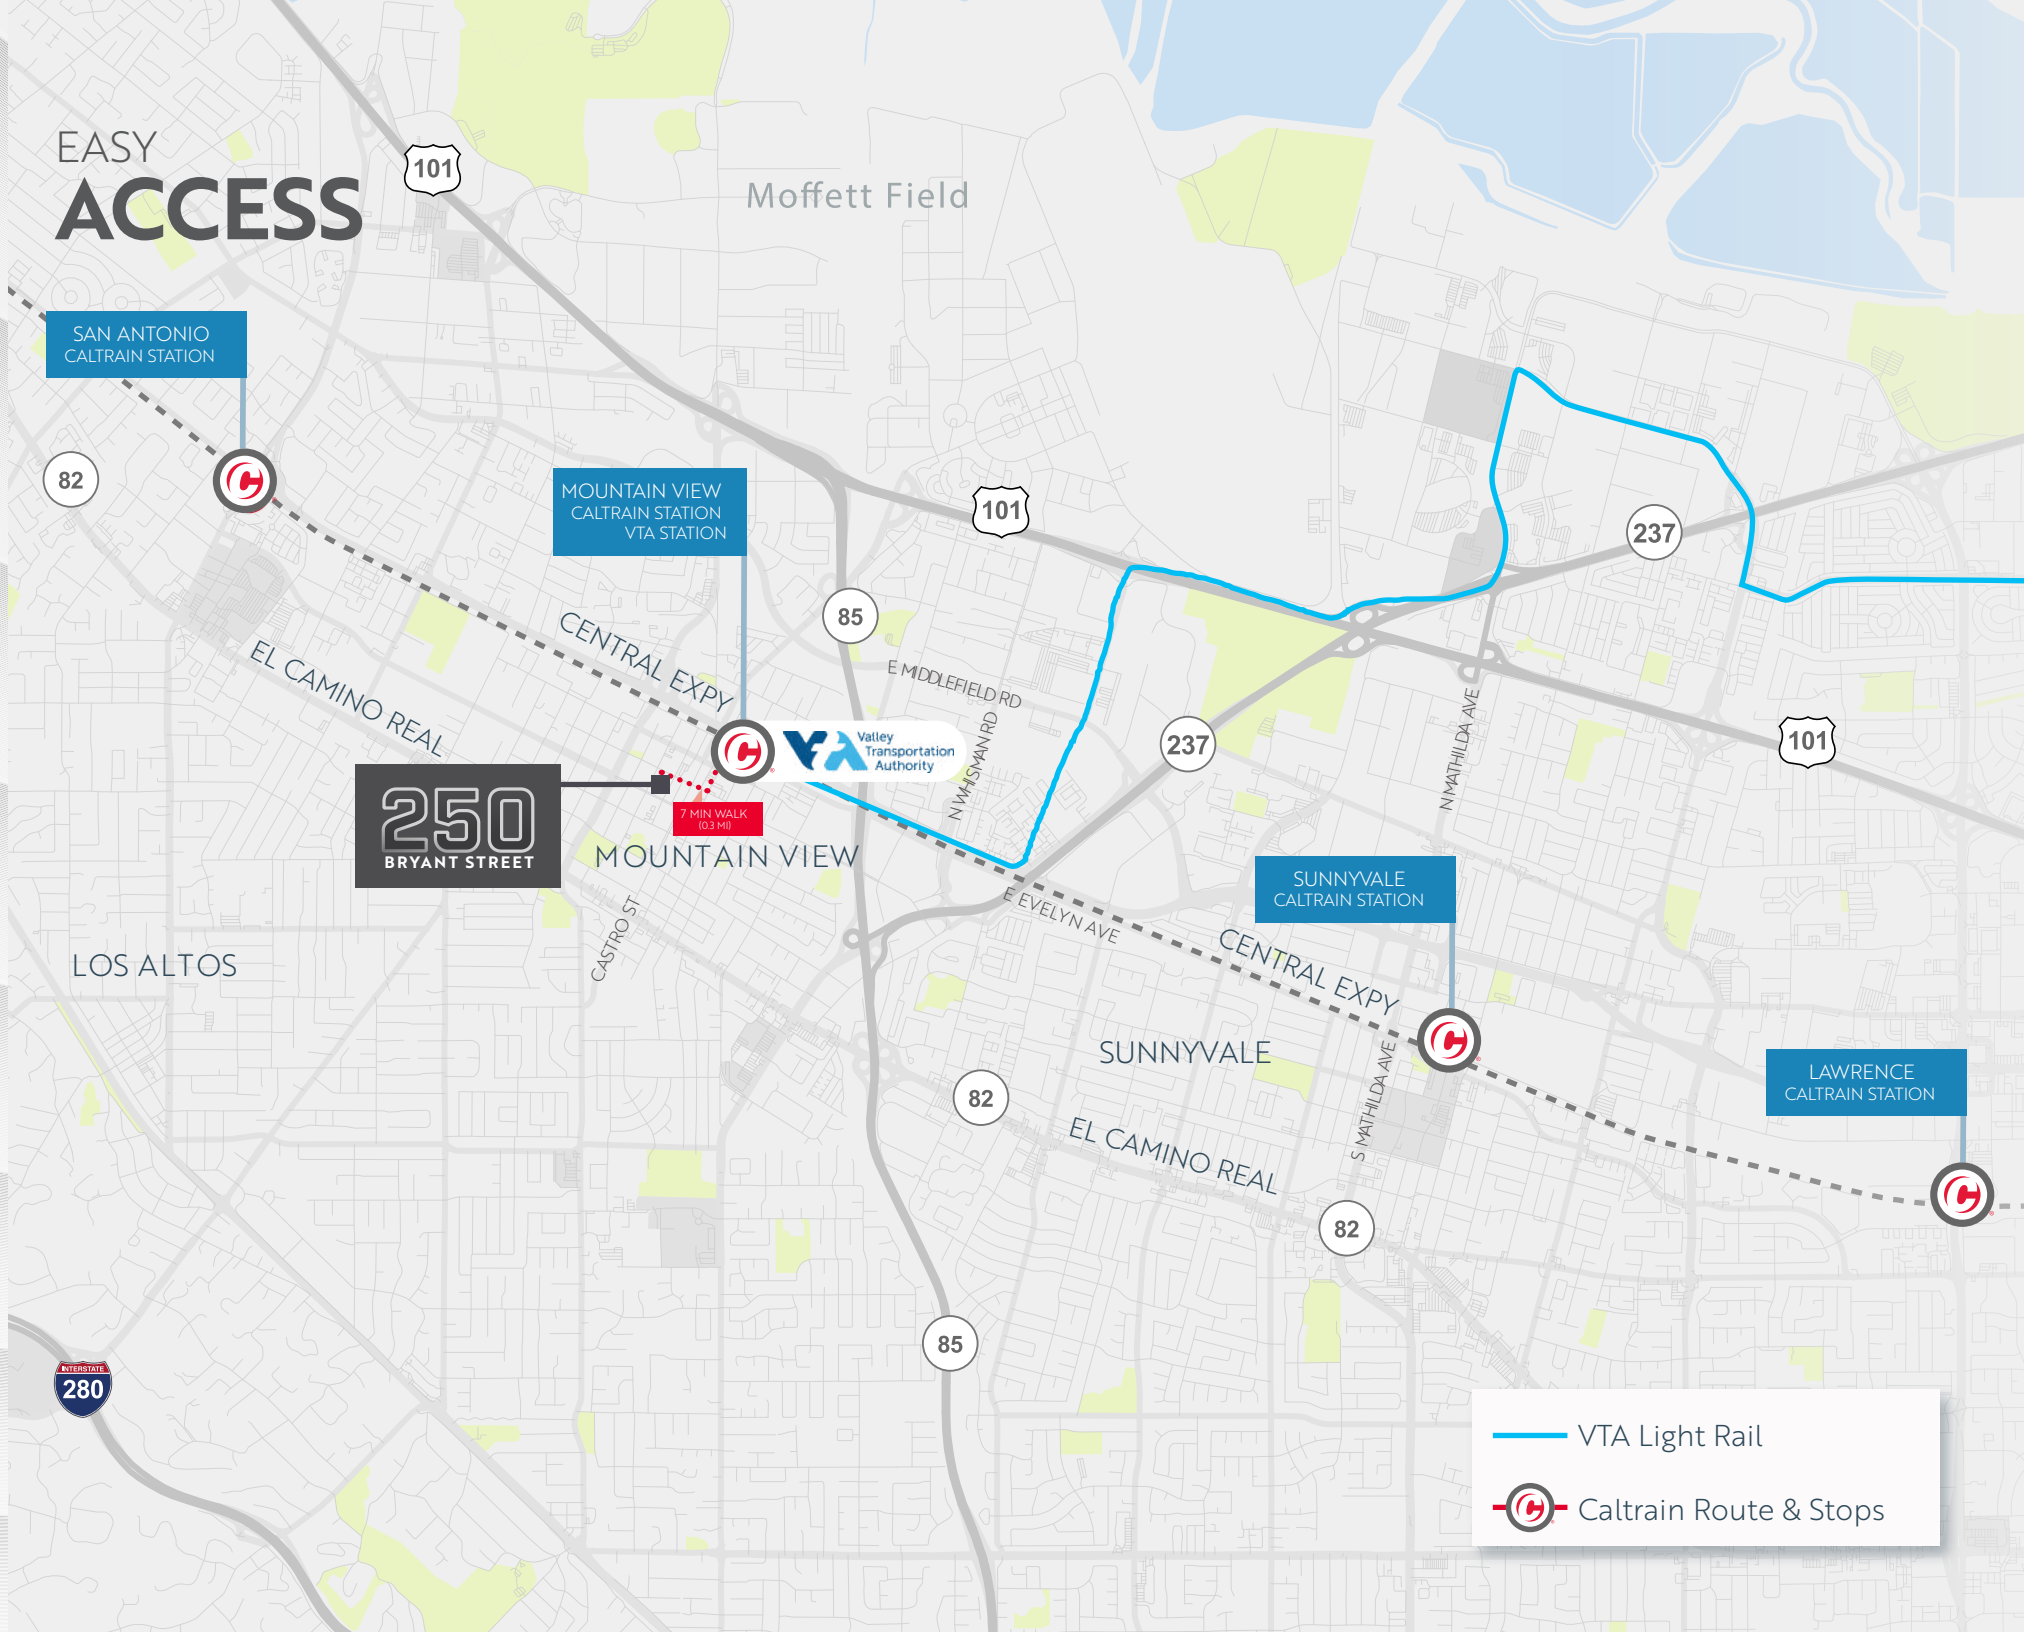 EASY
ACCESS
101
Moffett Field
SAN ANTONIO
CALTRAIN STATION
82
MOUNTAIN VIEW
CALTRAIN STATION
VTA STATION
101
237
85
CENTRAL EXPY
EL CAMINO REAL
E MIDDLEFIELD RD
N WHISMAN RD
N MATHILDA AVE
237
101
Valley
Transportation
Authority
VTA
250
BRYANT STREET
7 MIN WALK
(0.3 MI)
MOUNTAIN VIEW
CASTRO ST
E EVELYN AVE
SUNNYVALE
CALTRAIN STATION
LOS ALTOS
CENTRAL EXPY
SUNNYVALE
S MATHILDA AVE
LAWRENCE
CALTRAIN STATION
82
EL CAMINO REAL
82
85
INTERSTATE
280
VTA Light Rail
Caltrain Route & Stops